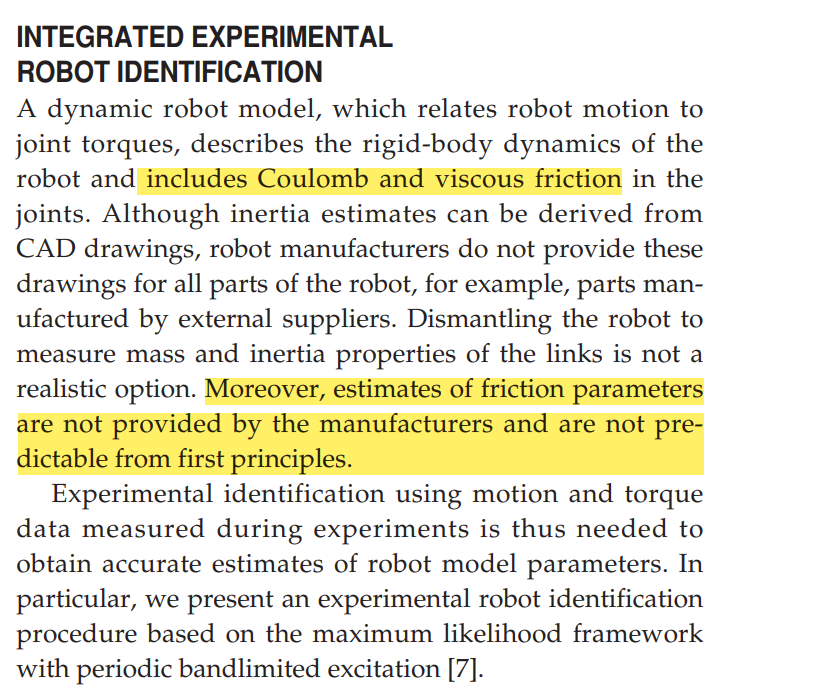 INTEGRATED EXPERIMENTAL
ROBOT IDENTIFICATION
A dynamic robot model, which relates robot motion to
joint torques, describes the rigid-body dynamics of the
robot and includes Coulomb and viscous friction in the
joints. Although inertia estimates can be derived from
CAD drawings, robot manufacturers do not provide these
drawings for all parts of the robot, for example, parts man-
ufactured by external suppliers. Dismantling the robot to
measure mass and inertia properties of the links is not a
realistic option. Moreover, estimates of friction parameters
are not provided by the manufacturers and are not pre-
dictable from first principles.
Experimental identification using motion and torque
data measured during experiments is thus needed to
obtain accurate estimates of robot model parameters. In
particular, we present an experimental robot identification
procedure based on the maximum likelihood framework
with periodic bandlimited excitation [7].